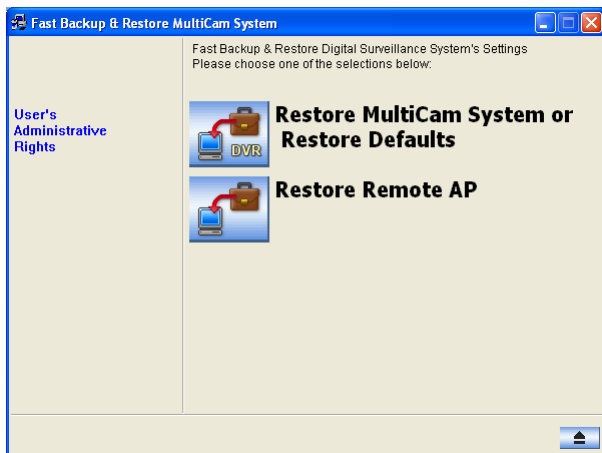 Fast Backup & Restore MultiCam System
Fast Backup & Restore Digital Surveillance System's Settings
Please choose one of the selections below:
User's
Administrative
Rights
DVR
Restore MultiCam System or
Restore Defaults
Restore Remote AP